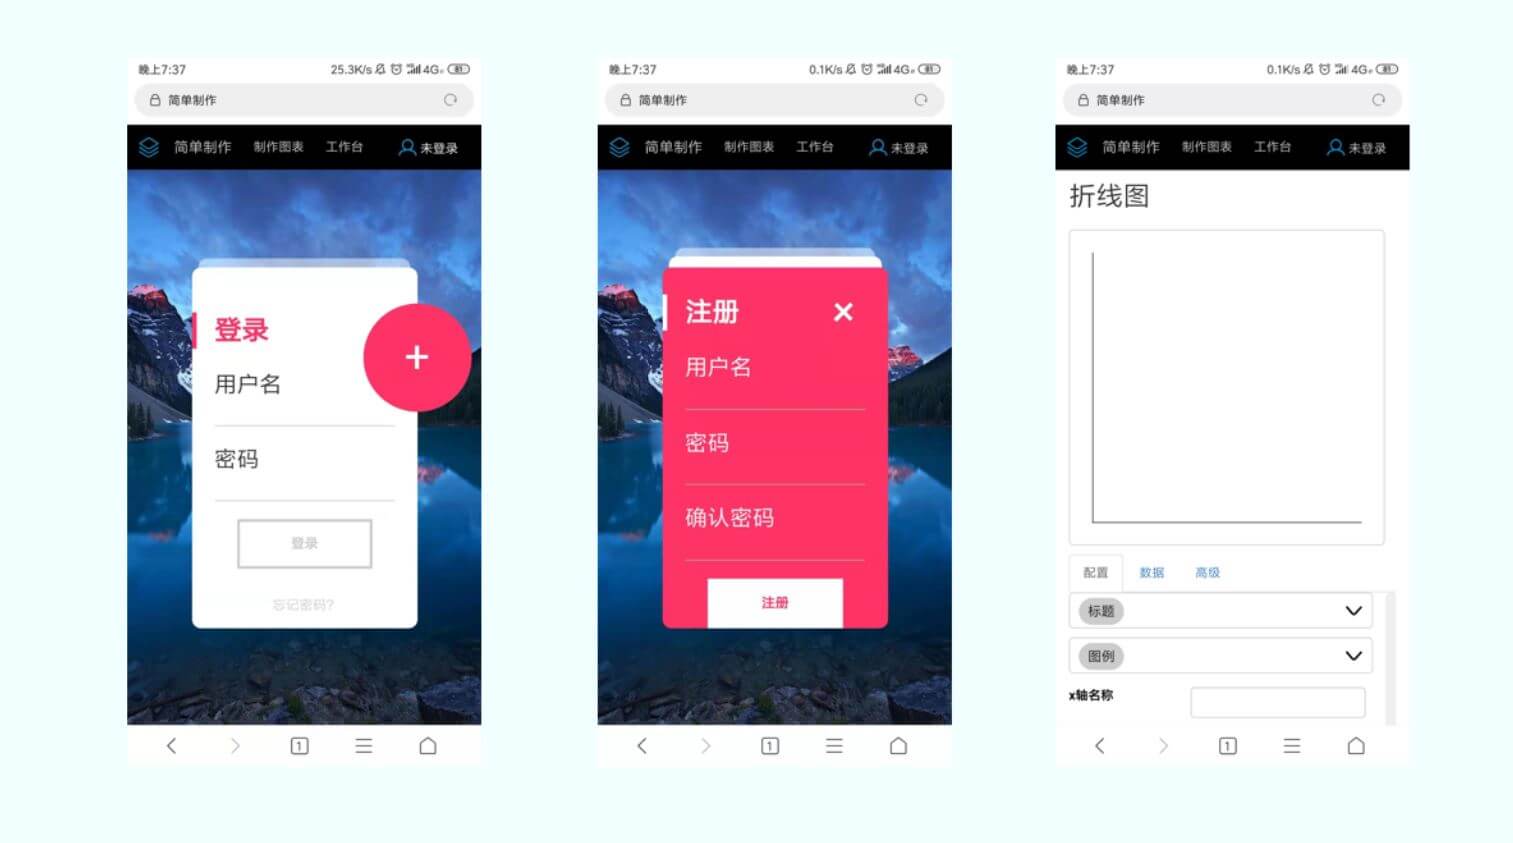 晚上7:37 25.3K/s 4G 81
简单制作
简单制作 制作图表 工作台 未登录
登录
+
用户名
密码
登录
忘记密码?
1
晚上7:37 0.1K/s 4G 81
简单制作
简单制作 制作图表 工作台 未登录
注册 ×
用户名
密码
确认密码
注册
1
晚上7:37 0.1K/s 4G 81
简单制作
简单制作 制作图表 工作台 未登录
折线图
配置 数据 高级
标题
图例
x轴名称
1